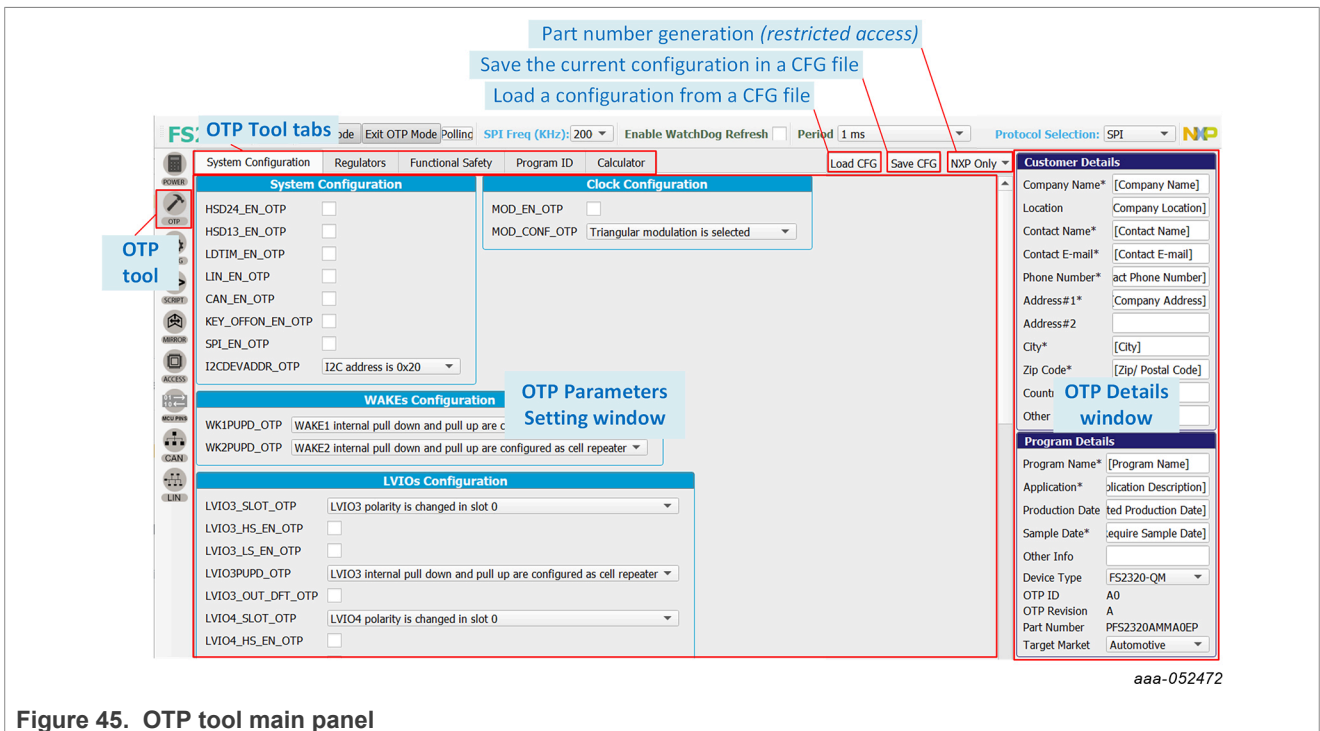 Part number generation (restricted access)
Save the current configuration in a CFG file
Load a configuration from a CFG file
FS2 OTP Tool tabs ode Exit OTP Mode Polling SPI Freq (KHz): 200 Enable WatchDog Refresh Period 1 ms Protocol Selection: SPI NXP
System Configuration Regulators Functional Safety Program ID Calculator Load CFG Save CFG NXP Only
POWER
OTP
OTP
tool
SCRIPT
MIRROR
ACCESS
MCU PINS
CAN
LIN
System Configuration
HSD24_EN_OTP
HSD13_EN_OTP
LDTIM_EN_OTP
LIN_EN_OTP
CAN_EN_OTP
KEY_OFFON_EN_OTP
SPI_EN_OTP
I2CDEVADDR_OTP I2C address is 0x20
Clock Configuration
MOD_EN_OTP
MOD_CONF_OTP Triangular modulation is selected
WAKEs Configuration
WK1PUPD_OTP WAKE1 internal pull down and pull up are c
WK2PUPD_OTP WAKE2 internal pull down and pull up are configured as cell repeater
OTP Parameters
Setting window
LVIOs Configuration
LVIO3_SLOT_OTP LVIO3 polarity is changed in slot 0
LVIO3_HS_EN_OTP
LVIO3_LS_EN_OTP
LVIO3PUPD_OTP LVIO3 internal pull down and pull up are configured as cell repeater
LVIO3_OUT_DFT_OTP
LVIO4_SLOT_OTP LVIO4 polarity is changed in slot 0
LVIO4_HS_EN_OTP
Customer Details
Company Name* [Company Name]
Location Company Location]
Contact Name* [Contact Name]
Contact E-mail* [Contact E-mail]
Phone Number* act Phone Number]
Address#1* Company Address]
Address#2
City* [City]
Zip Code* [Zip/ Postal Code]
Count
Other
OTP Details
window
Program Details
Program Name* [Program Name]
Application* plication Description]
Production Date ted Production Date]
Sample Date* equire Sample Date]
Other Info
Device Type FS2320-QM
OTP ID A0
OTP Revision A
Part Number PFS2320AMMA0EP
Target Market Automotive
aaa-052472
Figure 45. OTP tool main panel